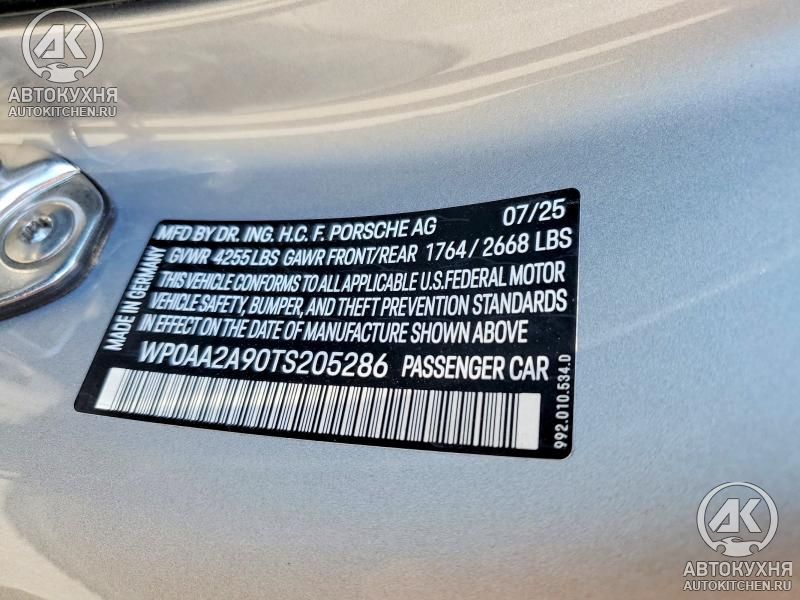 АК
АВТОКУХНЯ
AUTOKITCHEN.RU
MFD BY DR. ING. H.C. F. PORSCHE AG 07/25
GVWR 4255 LBS GAWR FRONT/REAR 1764 / 2668 LBS
THIS VEHICLE CONFORMS TO ALL APPLICABLE U.S.FEDERAL MOTOR
VEHICLE SAFETY, BUMPER, AND THEFT PREVENTION STANDARDS
IN EFFECT ON THE DATE OF MANUFACTURE SHOWN ABOVE
WP0AA2A90TS205286 PASSENGER CAR
MADE IN GERMANY
992.010.534.0
АК
АВТОКУХНЯ
AUTOKITCHEN.RU